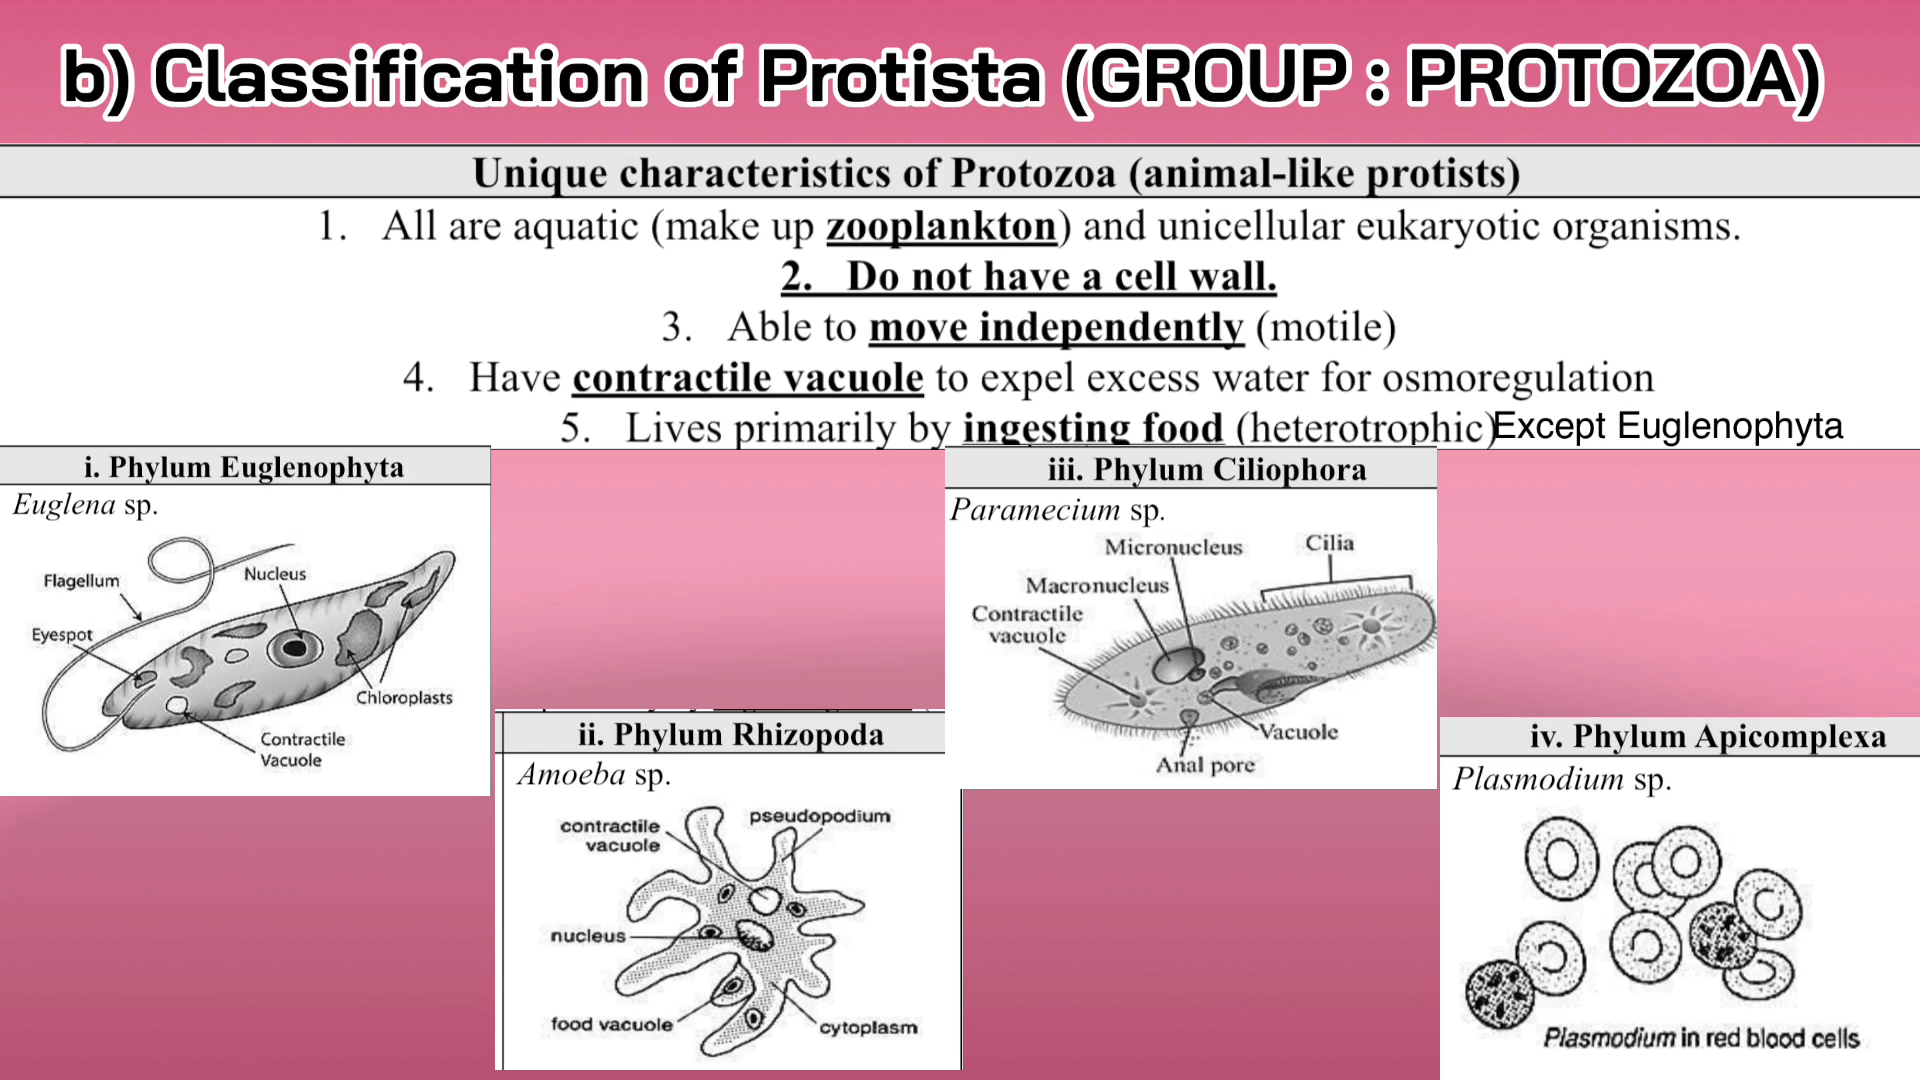 b) Classification of Protista (GROUP : PROTOZOA)
Unique characteristics of Protozoa (animal-like protists)
1. All are aquatic (make up zooplankton) and unicellular eukaryotic organisms.
2. Do not have a cell wall.
3. Able to move independently (motile)
4. Have contractile vacuole to expel excess water for osmoregulation
5. Lives primarily by ingesting food (heterotrophic) Except Euglenophyta
i. Phylum Euglenophyta
Euglena sp.
Flagellum
Nucleus
Eyespot
Chloroplasts
Contractile
Vacuole
ii. Phylum Rhizopoda
Amoeba sp.
contractile
vacuole
pseudopodium
nucleus
food vacuole
cytoplasm
iii. Phylum Ciliophora
Paramecium sp.
Micronucleus
Cilia
Macronucleus
Contractile
vacuole
Vacuole
Anal pore
iv. Phylum Apicomplexa
Plasmodium sp.
Plasmodium in red blood cells